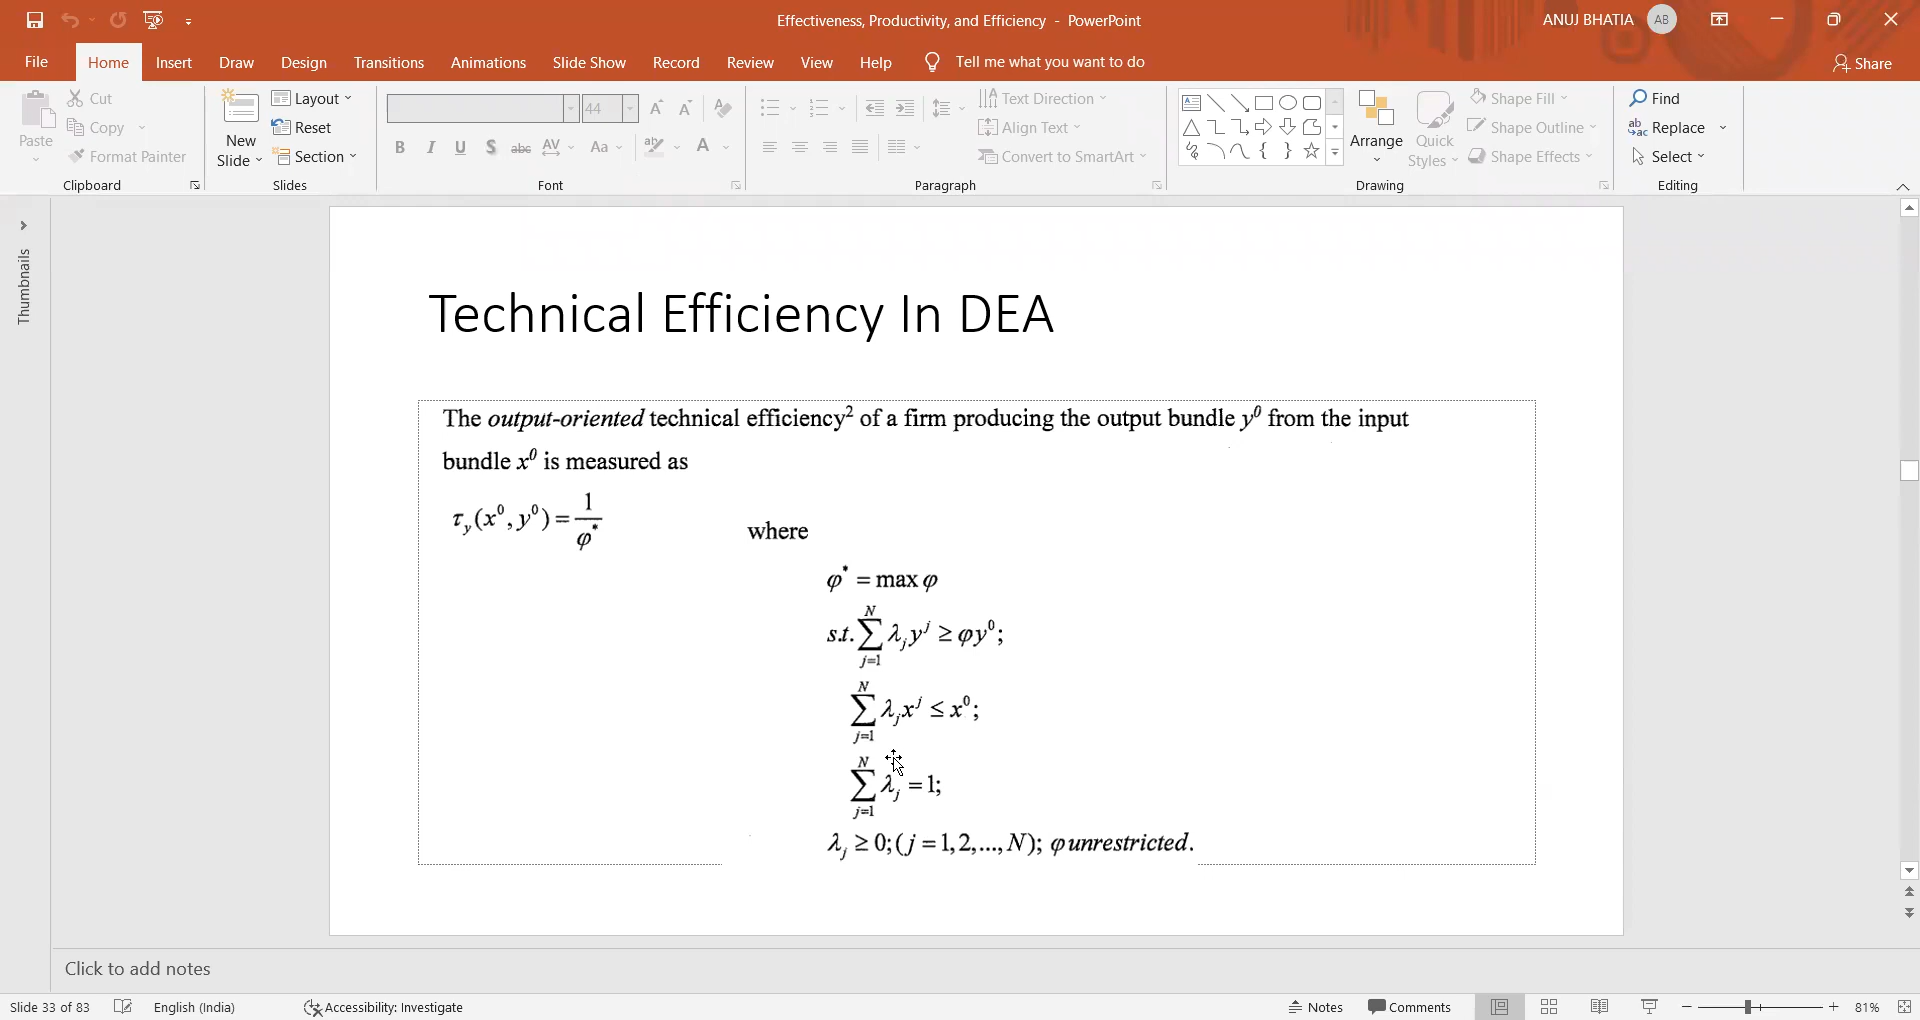 Effectiveness, Productivity, and Efficiency - PowerPoint
ANUJ BHATIA AB
File Home Insert Draw Design Transitions Animations Slide Show Record Review View Help Tell me what you want to do Share
Paste
Cut
Copy
Format Painter
Clipboard
New Slide
Layout
Reset
Section
Slides
44
B I U S abc AV Aa ab A
Font
Text Direction
Align Text
Convert to SmartArt
Paragraph
Arrange
Quick Styles
Shape Fill
Shape Outline
Shape Effects
Drawing
Find
Replace
Select
Editing
Thumbnails
Technical Efficiency In DEA
The output-oriented technical efficiency² of a firm producing the output bundle y⁰ from the input
bundle x⁰ is measured as
τ_y(x⁰, y⁰) = 1/φ*
where
φ* = max φ
s.t. ∑_{j=1}^{N} λ_j y^j ≥ φy⁰;
∑_{j=1}^{N} λ_j x^j ≤ x⁰;
∑_{j=1}^{N} λ_j = 1;
λ_j ≥ 0; (j = 1, 2, ..., N); φ unrestricted.
Click to add notes
Slide 33 of 83 English (India) Accessibility: Investigate Notes Comments 81%